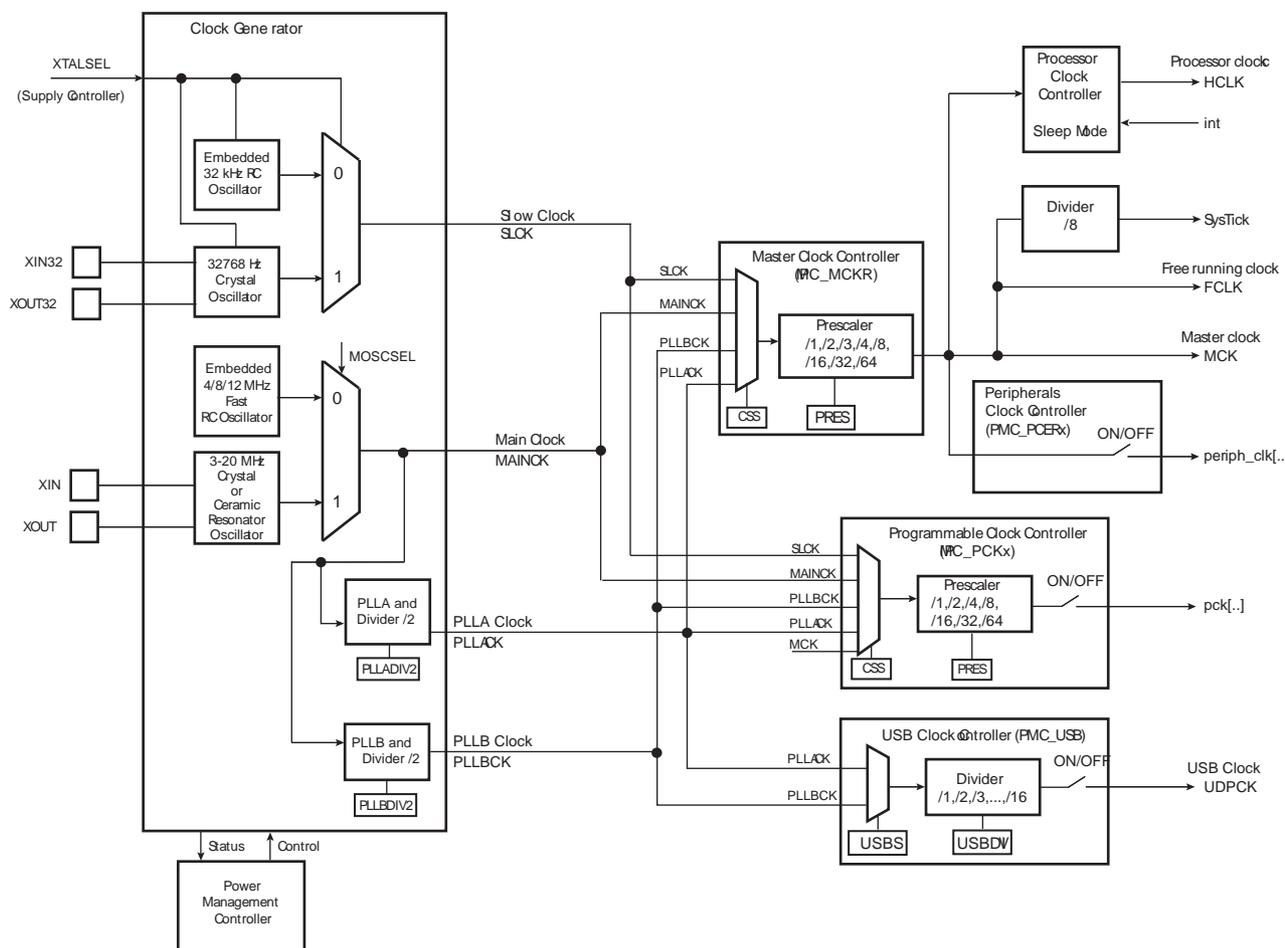 Clock Generator
XTALSEL
(Supply Controller)
Embedded
32 kHz RC
Oscillator
0
1
XIN32
XOUT32
32768 Hz
Crystal
Oscillator
Slow Clock
SLCK
MOSCSEL
Embedded
4/8/12 MHz
Fast
RC Oscillator
0
1
XIN
XOUT
3-20 MHz
Crystal
or
Ceramic
Resonator
Oscillator
Main Clock
MAINCK
PLLA and
Divider /2
PLLADIV2
PLLA Clock
PLLACK
PLLB and
Divider /2
PLLBDIV2
PLLB Clock
PLLBCK
Status
Control
Power
Management
Controller
Master Clock Controller
(PMC_MCKR)
SLCK
MAINCK
PLLBCK
PLLACK
Prescaler
/1,/2,/3,/4,/8,
/16,/32,/64
CSS
PRES
Processor
Clock
Controller
Sleep Mode
Processor clock
HCLK
int
Divider
/8
SysTick
Free running clock
FCLK
Master clock
MCK
Peripherals
Clock Controller
(PMC_PCERx)
ON/OFF
periph_clk[..
Programmable Clock Controller
(PMC_PCKx)
SLCK
MAINCK
PLLBCK
PLLACK
MCK
Prescaler
/1,/2,/4,/8,
/16,/32,/64
ON/OFF
pck[..]
CSS
PRES
USB Clock Controller (PMC_USB)
PLLACK
PLLBCK
Divider
/1,/2,/3,...,/16
ON/OFF
USB Clock
UDPCK
USBS
USBDIV